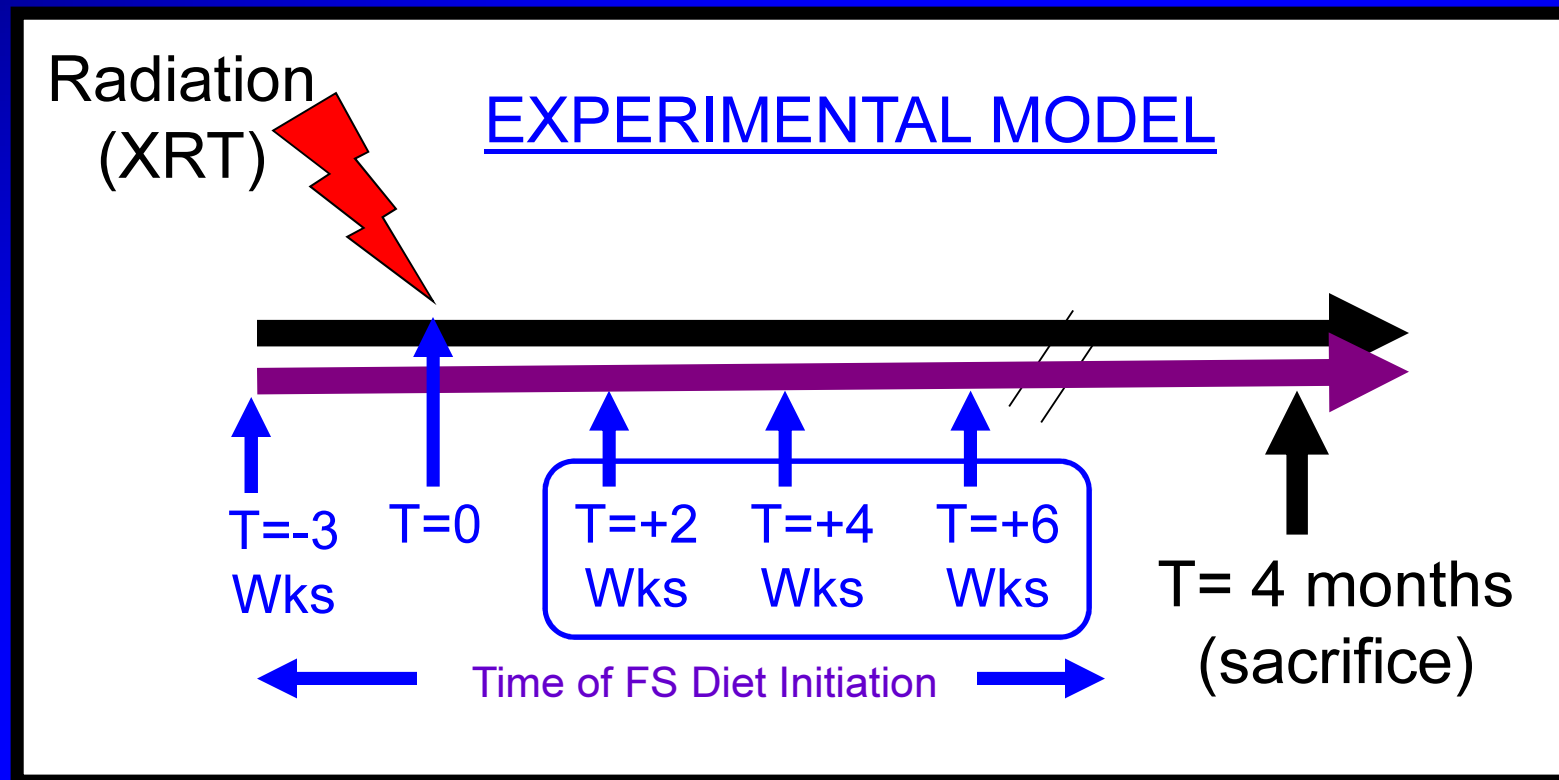 Radiation
(XRT)
EXPERIMENTAL MODEL
T=-3
Wks
T=0
T=+2
Wks
T=+4
Wks
T=+6
Wks
T= 4 months
(sacrifice)
Time of FS Diet Initiation